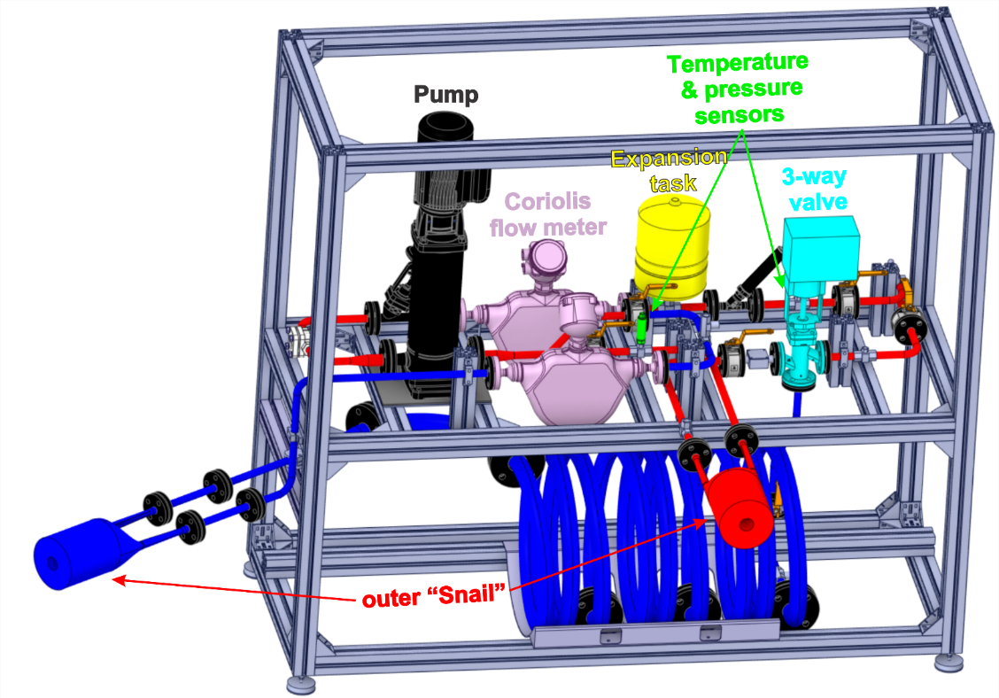 Pump
Temperature
& pressure
sensors
Expansion
task
3-way
valve
Coriolis
flow meter
outer “Snail”